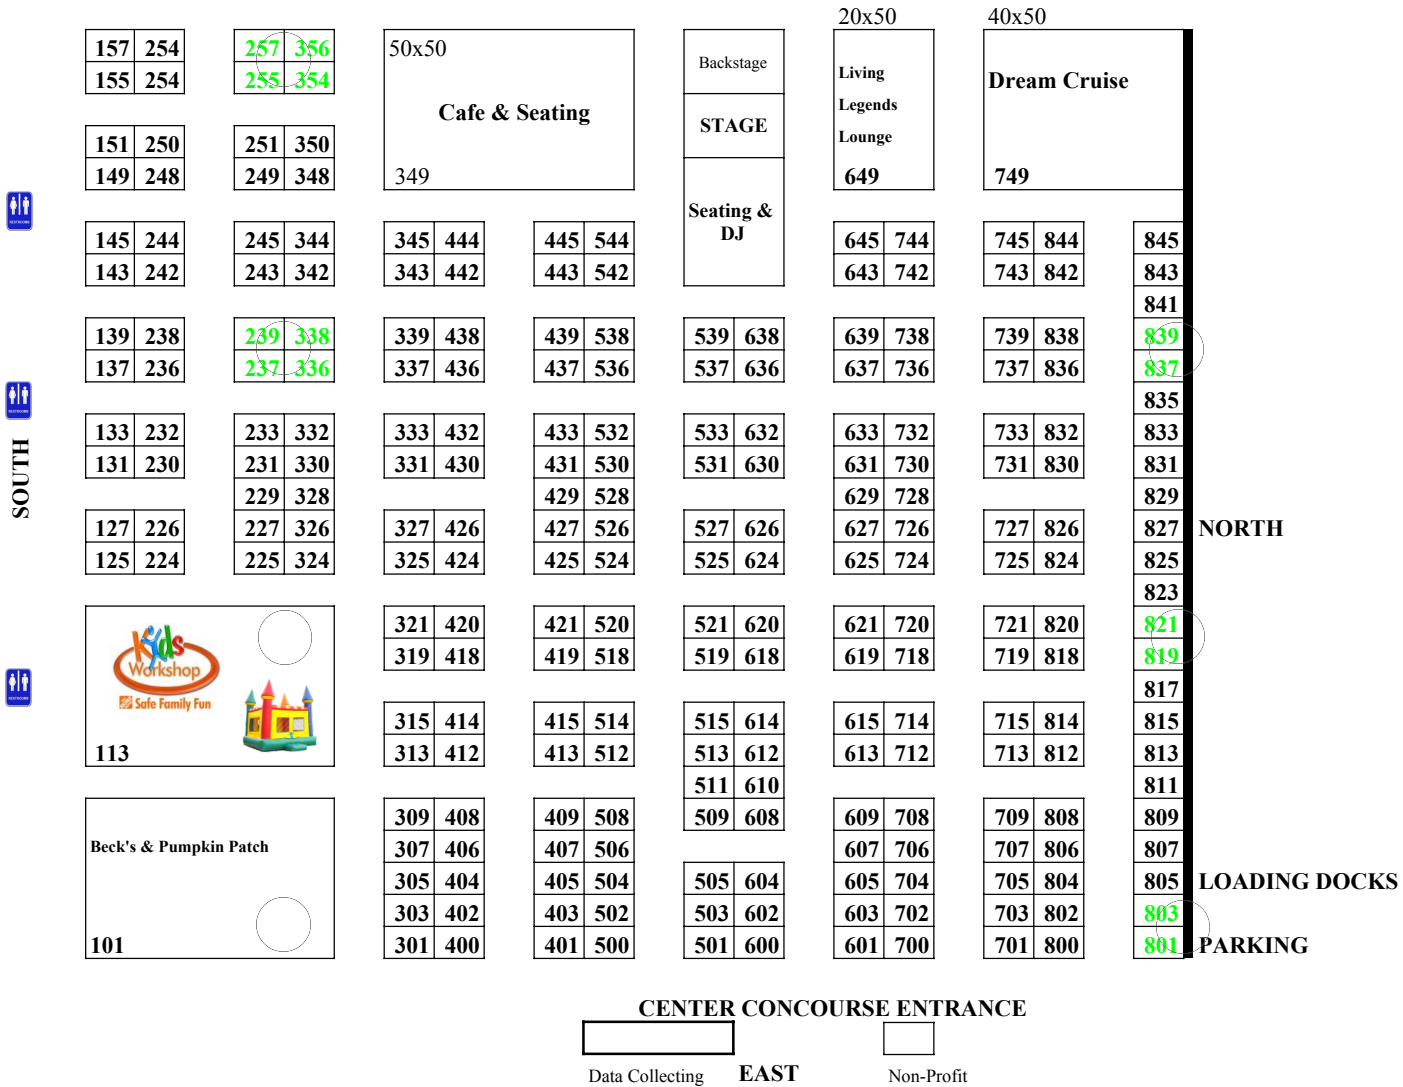 20x50 40x50
157 254 257 356 50x50 Backstage
155 254 255 354 Cafe & Seating STAGE Living Legends Lounge Dream Cruise
151 250 251 350
149 248 249 348 349 649 749
145 244 245 344 345 444 445 544 Seating & DJ 645 744 745 844 845
143 242 243 342 343 442 443 542 643 742 743 842 843
841
139 238 239 338 339 438 439 538 539 638 639 738 739 838 839
137 236 237 336 337 436 437 536 537 636 637 736 737 836 837
835
133 232 233 332 333 432 433 532 533 632 633 732 733 832 833
131 230 231 330 331 430 431 530 531 630 631 730 731 830 831
SOUTH
229 328 429 528 629 728 829
127 226 227 326 327 426 427 526 527 626 627 726 727 826 827 NORTH
125 224 225 324 325 424 425 524 525 624 625 724 725 824 825
823
Kids Workshop 321 420 421 520 521 620 621 720 721 820 821
Safe Family Fun 319 418 419 518 519 618 619 718 719 818 819
817
315 414 415 514 515 614 615 714 715 814 815
113 313 412 413 512 513 612 613 712 713 812 813
511 610 811
309 408 409 508 509 608 609 708 709 808 809
Beck's & Pumpkin Patch 307 406 407 506 607 706 707 806 807
305 404 405 504 505 604 605 704 705 804 805 LOADING DOCKS
303 402 403 502 503 602 603 702 703 802 803
101 301 400 401 500 501 600 601 700 701 800 801 PARKING
CENTER CONCOURSE ENTRANCE
Data Collecting EAST Non-Profit